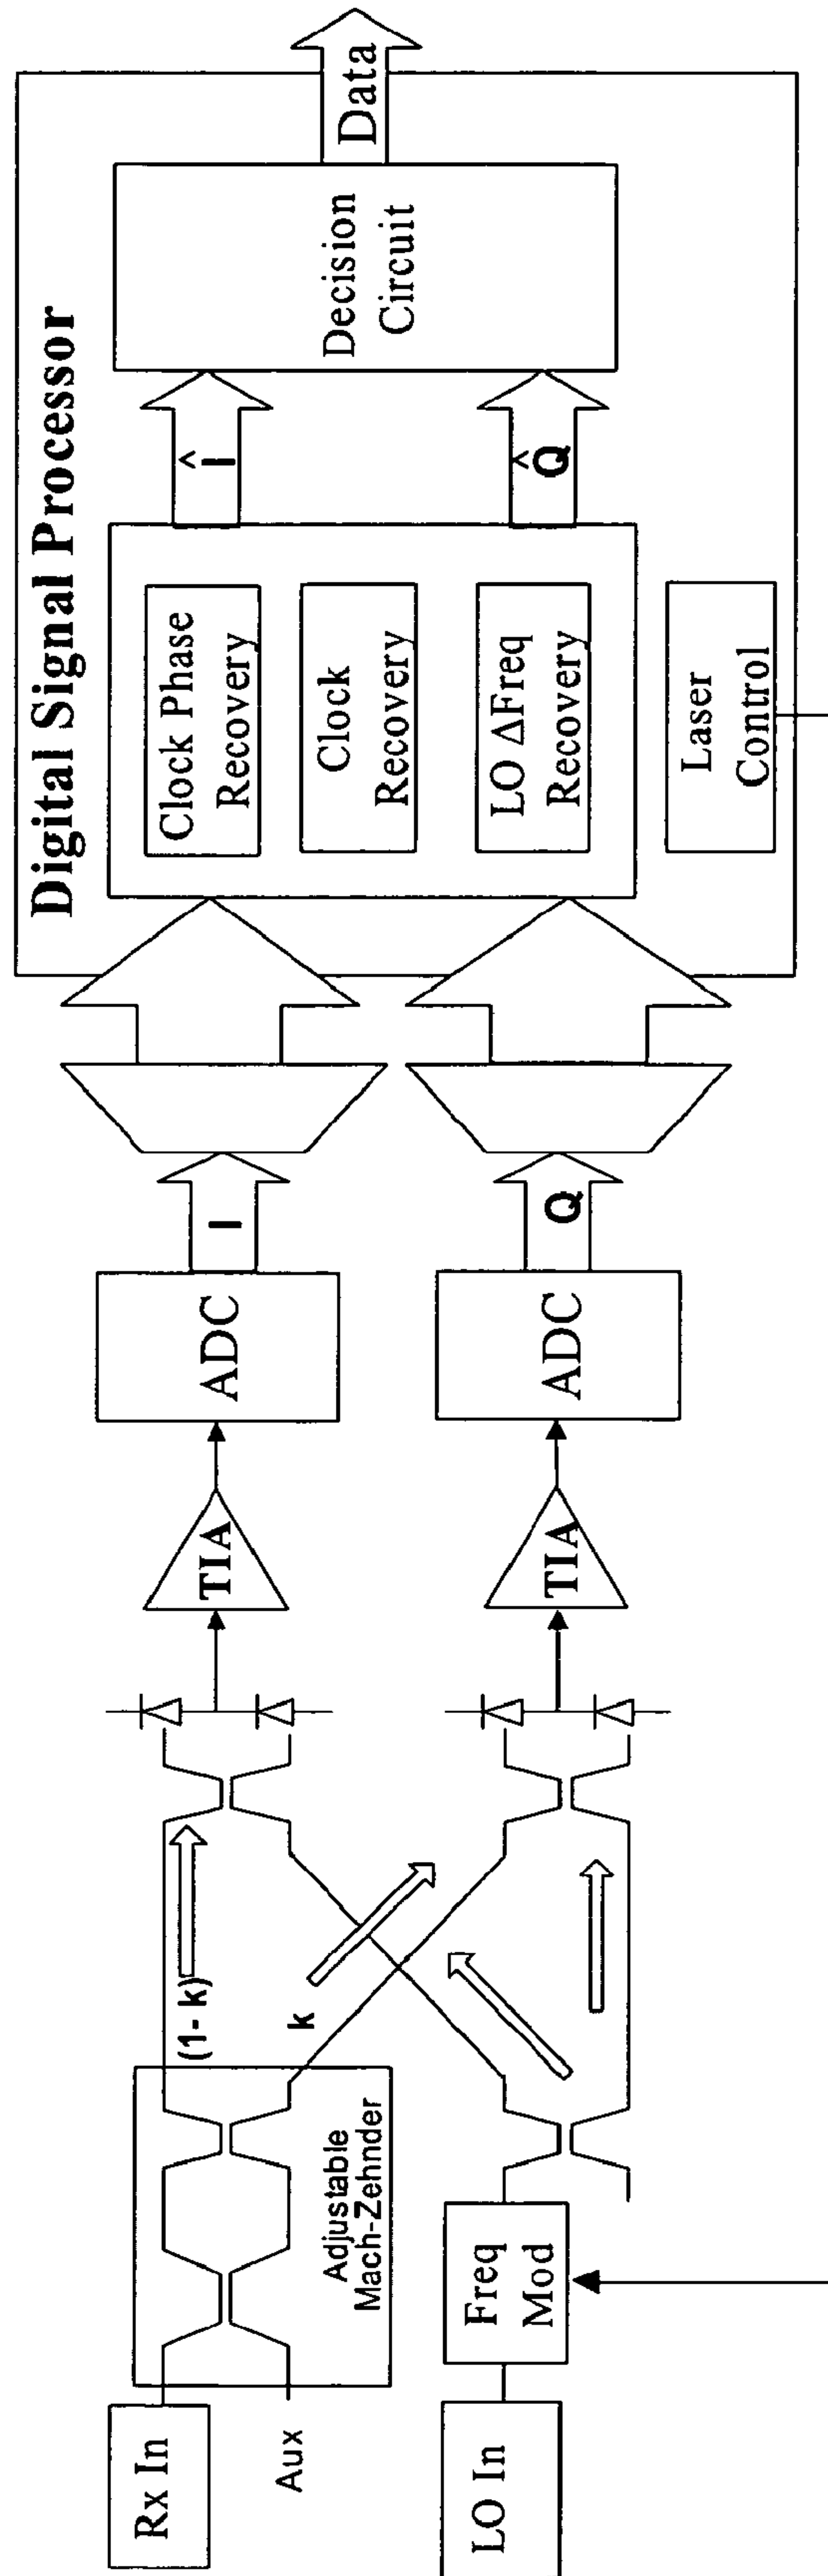 Rx In
Aux
Adjustable
Mach-Zehnder
(1- k)
k
LO In
Freq
Mod
TIA
TIA
ADC
ADC
I
Q
Digital Signal Processor
Clock Phase
Recovery
Clock
Recovery
LO ΔFreq
Recovery
Laser
Control
Î
Q̂
Decision
Circuit
Data